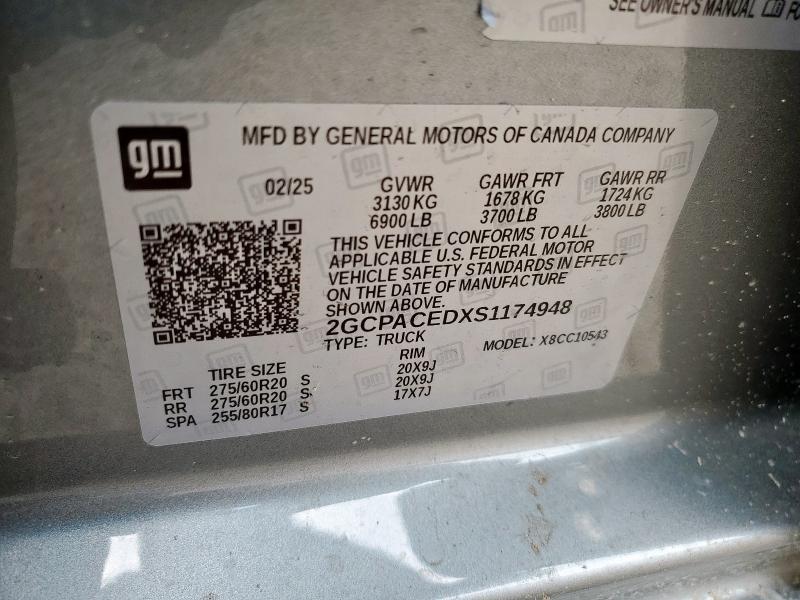 SEE OWNER'S MANUAL
gm
MFD BY GENERAL MOTORS OF CANADA COMPANY
02/25 GVWR GAWR FRT GAWR RR
3130 KG 1678 KG 1724 KG
6900 LB 3700 LB 3800 LB
THIS VEHICLE CONFORMS TO ALL
APPLICABLE U.S. FEDERAL MOTOR
VEHICLE SAFETY STANDARDS IN EFFECT
ON THE DATE OF MANUFACTURE
SHOWN ABOVE.
2GCPACEDXS1174948
TYPE: TRUCK MODEL: X8CC10543
TIRE SIZE RIM
FRT 275/60R20 S 20X9J
RR 275/60R20 S 20X9J
SPA 255/80R17 S 17X7J